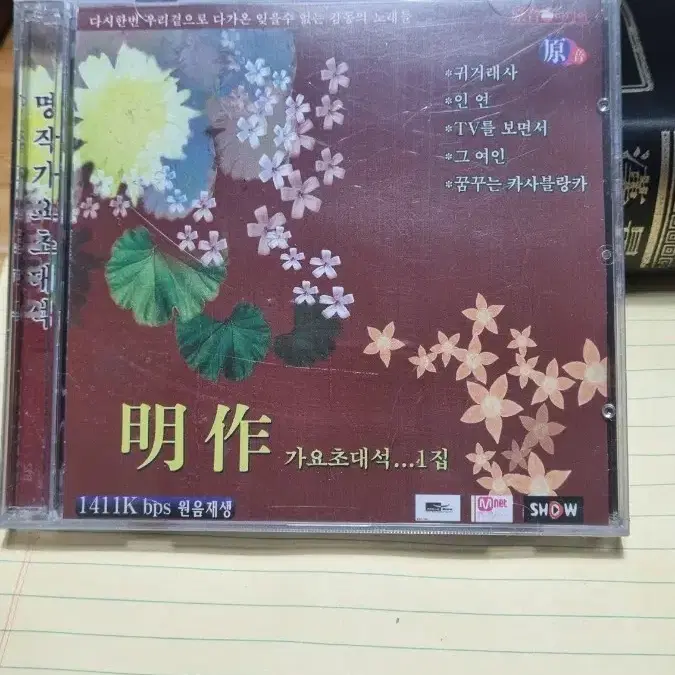 다시한번 우리곁으로 다가온 잊을수 없는 감동의 노래들
原音
*귀거래사
*인 연
*TV를 보면서
*그 여인
*꿈꾸는 카사블랑카
명작가요초대석
明作 가요초대석...1집
1411K bps 원음재생
Mnet
SHOW